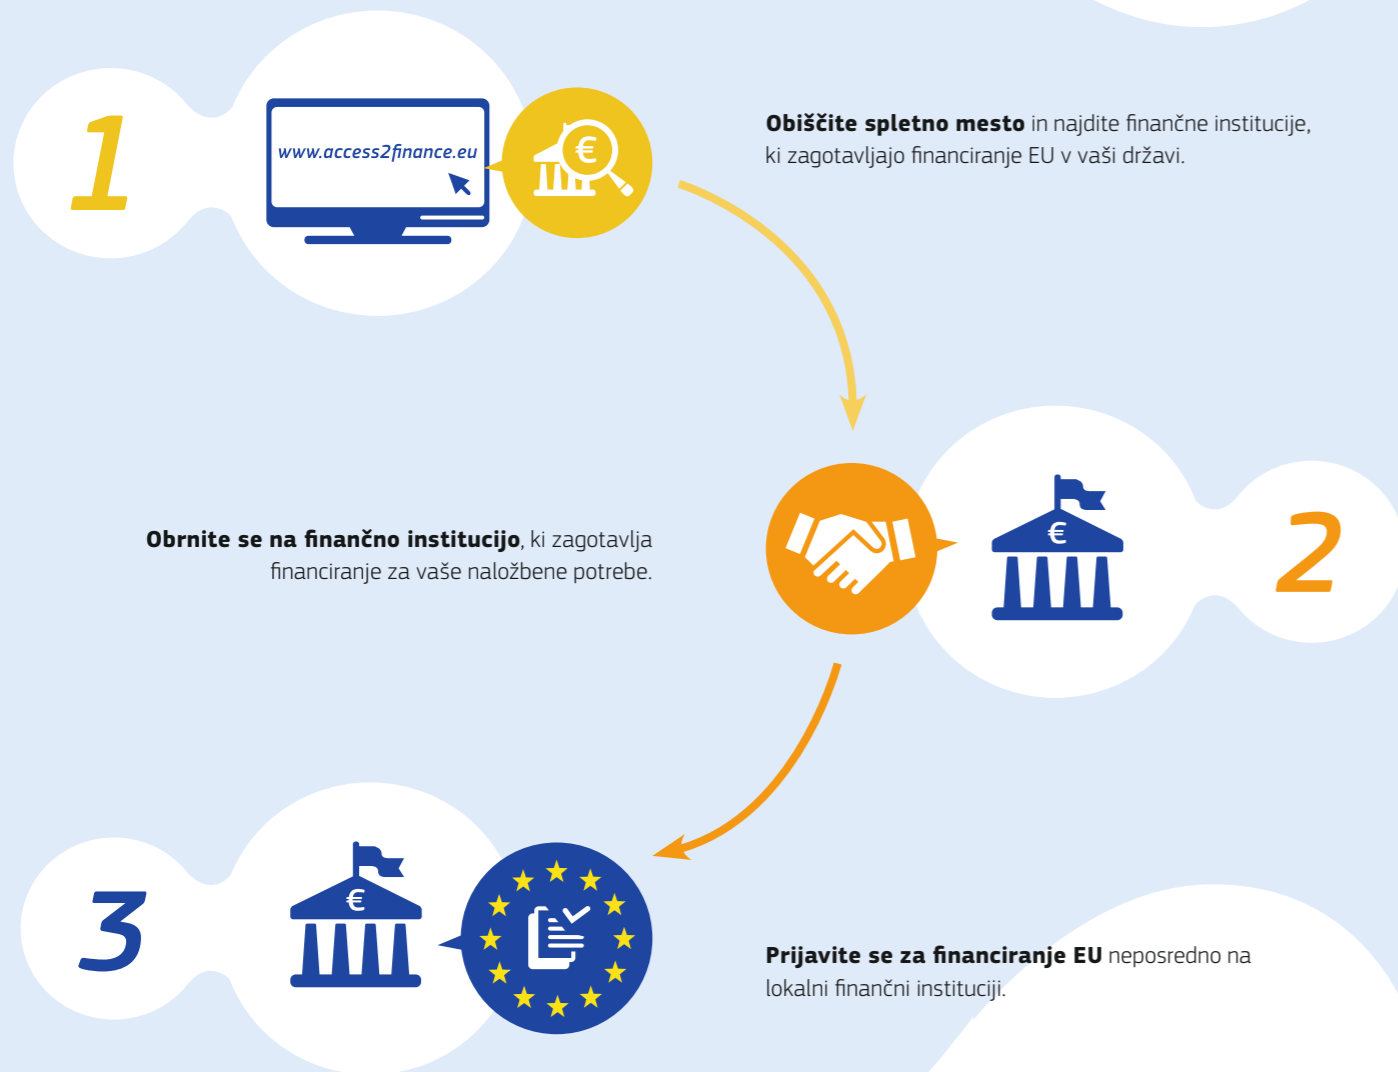 1
www.access2finance.eu
€
Obiščite spletno mesto in najdite finančne institucije,
ki zagotavljajo financiranje EU v vaši državi.
Obrnite se na finančno institucijo, ki zagotavlja
financiranje za vaše naložbene potrebe.
€
2
3
€
Prijavite se za financiranje EU neposredno na
lokalni finančni instituciji.